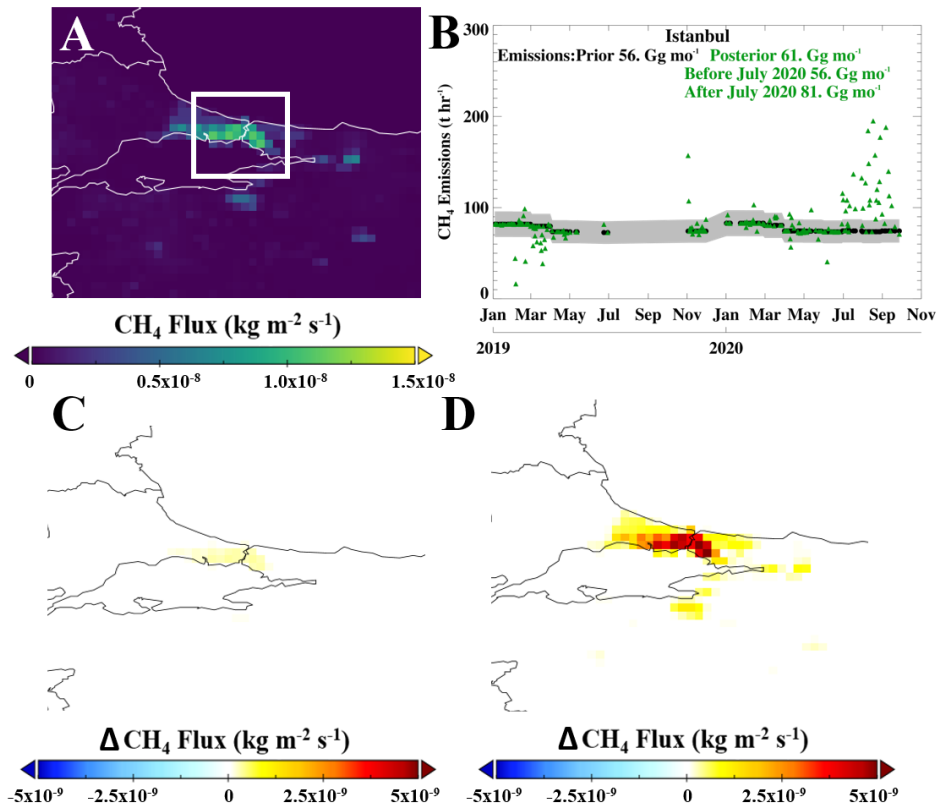 A
CH₄ Flux (kg m⁻² s⁻¹)
0 0.5x10⁻⁸ 1.0x10⁻⁸ 1.5x10⁻⁸
B
Istanbul
Emissions:Prior 56. Gg mo⁻¹ Posterior 61. Gg mo⁻¹
Before July 2020 56. Gg mo⁻¹
After July 2020 81. Gg mo⁻¹
CH₄ Emissions (t hr⁻¹)
300
200
100
0
Jan Mar May Jul Sep Nov Jan Mar May Jul Sep Nov
2019 2020
C
Δ CH₄ Flux (kg m⁻² s⁻¹)
-5x10⁻⁹ -2.5x10⁻⁹ 0 2.5x10⁻⁹ 5x10⁻⁹
D
Δ CH₄ Flux (kg m⁻² s⁻¹)
-5x10⁻⁹ -2.5x10⁻⁹ 0 2.5x10⁻⁹ 5x10⁻⁹